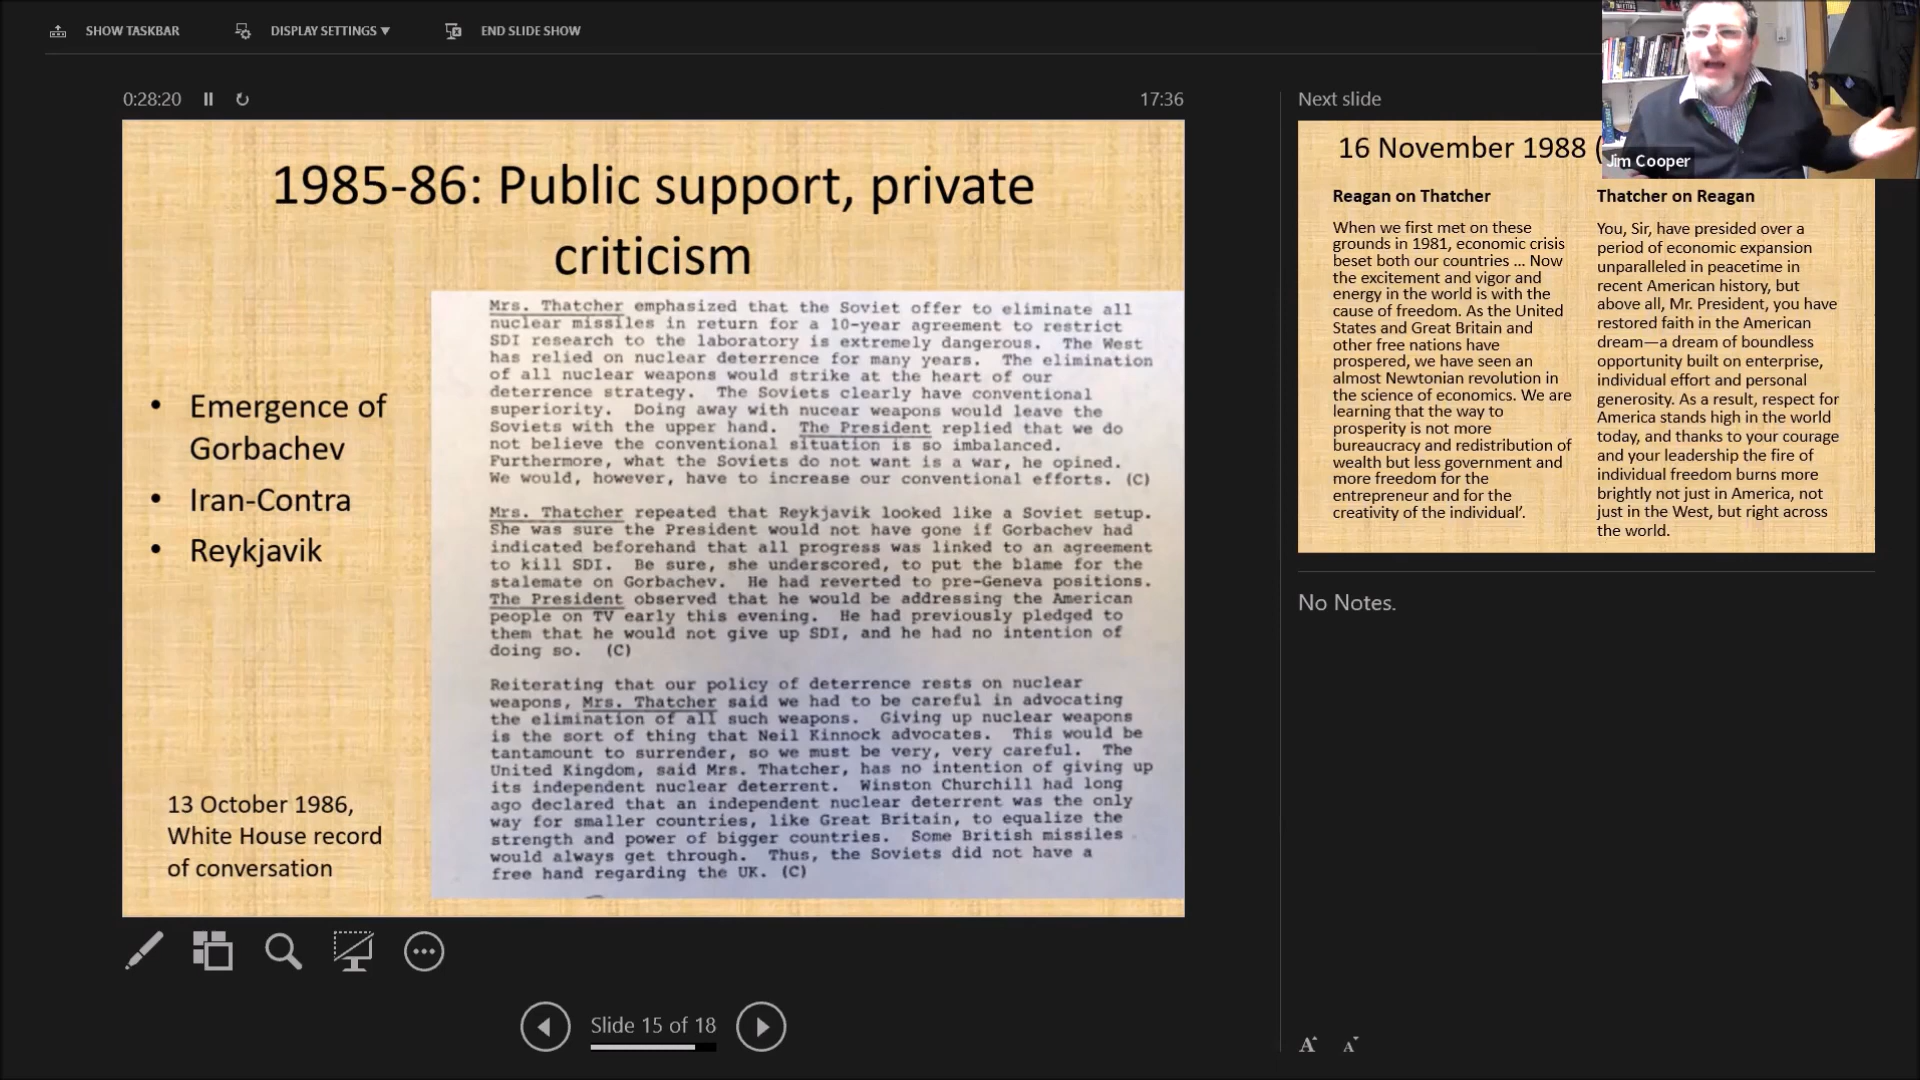 SHOW TASKBAR
DISPLAY SETTINGS ▼
END SLIDE SHOW
0:28:20
17:36
1985-86: Public support, private
criticism
• Emergence of
Gorbachev
• Iran-Contra
• Reykjavik
13 October 1986,
White House record
of conversation
Mrs. Thatcher emphasized that the Soviet offer to eliminate all
nuclear missiles in return for a 10-year agreement to restrict
SDI research to the laboratory is extremely dangerous. The West
has relied on nuclear deterrence for many years. The elimination
of all nuclear weapons would strike at the heart of our
deterrence strategy. The Soviets clearly have conventional
superiority. Doing away with nucear weapons would leave the
Soviets with the upper hand. The President replied that we do
not believe the conventional situation is so imbalanced.
Furthermore, what the Soviets do not want is a war, he opined.
We would, however, have to increase our conventional efforts. (C)
Mrs. Thatcher repeated that Reykjavik looked like a Soviet setup.
She was sure the President would not have gone if Gorbachev had
indicated beforehand that all progress was linked to an agreement
to kill SDI. Be sure, she underscored, to put the blame for the
stalemate on Gorbachev. He had reverted to pre-Geneva positions.
The President observed that he would be addressing the American
people on TV early this evening. He had previously pledged to
them that he would not give up SDI, and he had no intention of
doing so. (C)
Reiterating that our policy of deterrence rests on nuclear
weapons, Mrs. Thatcher said we had to be careful in advocating
the elimination of all such weapons. Giving up nuclear weapons
is the sort of thing that Neil Kinnock advocates. This would be
tantamount to surrender, so we must be very, very careful. The
United Kingdom, said Mrs. Thatcher, has no intention of giving up
its independent nuclear deterrent. Winston Churchill had long
ago declared that an independent nuclear deterrent was the only
way for smaller countries, like Great Britain, to equalize the
strength and power of bigger countries. Some British missiles
would always get through. Thus, the Soviets did not have a
free hand regarding the UK. (C)
Slide 15 of 18
Next slide
16 November 1988 (
Jim Cooper
Reagan on Thatcher
When we first met on these
grounds in 1981, economic crisis
beset both our countries ... Now
the excitement and vigor and
energy in the world is with the
cause of freedom. As the United
States and Great Britain and
other free nations have
prospered, we have seen an
almost Newtonian revolution in
the science of economics. We are
learning that the way to
prosperity is not more
bureaucracy and redistribution of
wealth but less government and
more freedom for the
entrepreneur and for the
creativity of the individual'.
Thatcher on Reagan
You, Sir, have presided over a
period of economic expansion
unparalleled in peacetime in
recent American history, but
above all, Mr. President, you have
restored faith in the American
dream—a dream of boundless
opportunity built on enterprise,
individual effort and personal
generosity. As a result, respect for
America stands high in the world
today, and thanks to your courage
and your leadership the fire of
individual freedom burns more
brightly not just in America, not
just in the West, but right across
the world.
No Notes.
A A